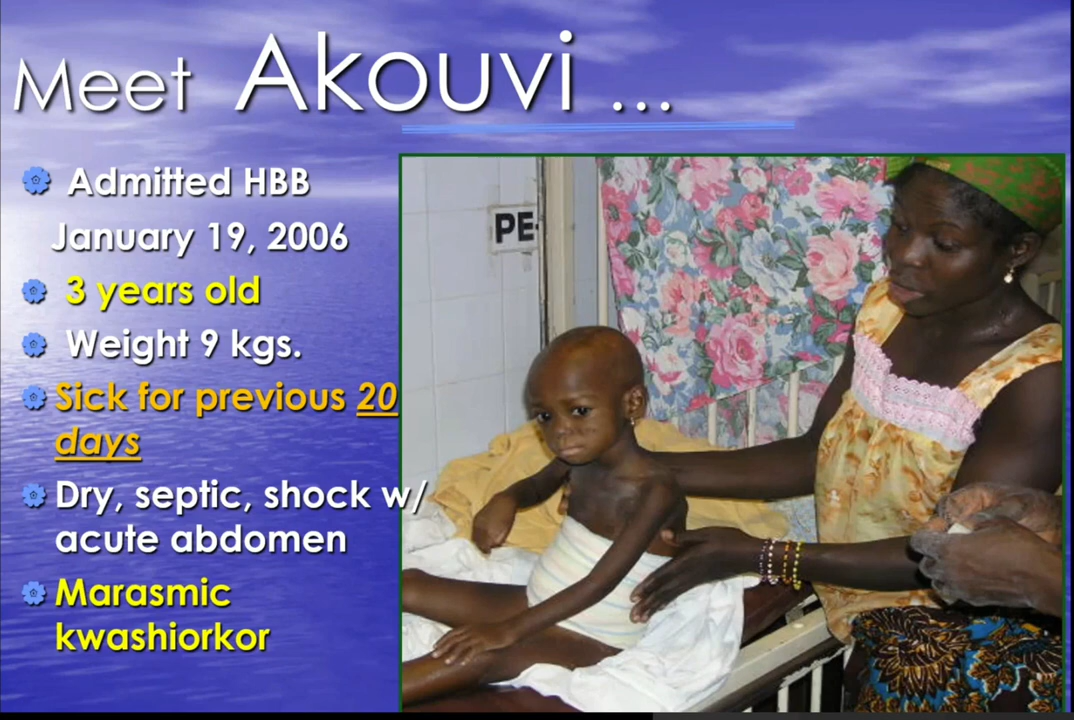 Meet Akouvi ...
Admitted HBB
January 19, 2006
3 years old
Weight 9 kgs.
Sick for previous 20
days
Dry, septic, shock w/
acute abdomen
Marasmic
kwashiorkor
PE-